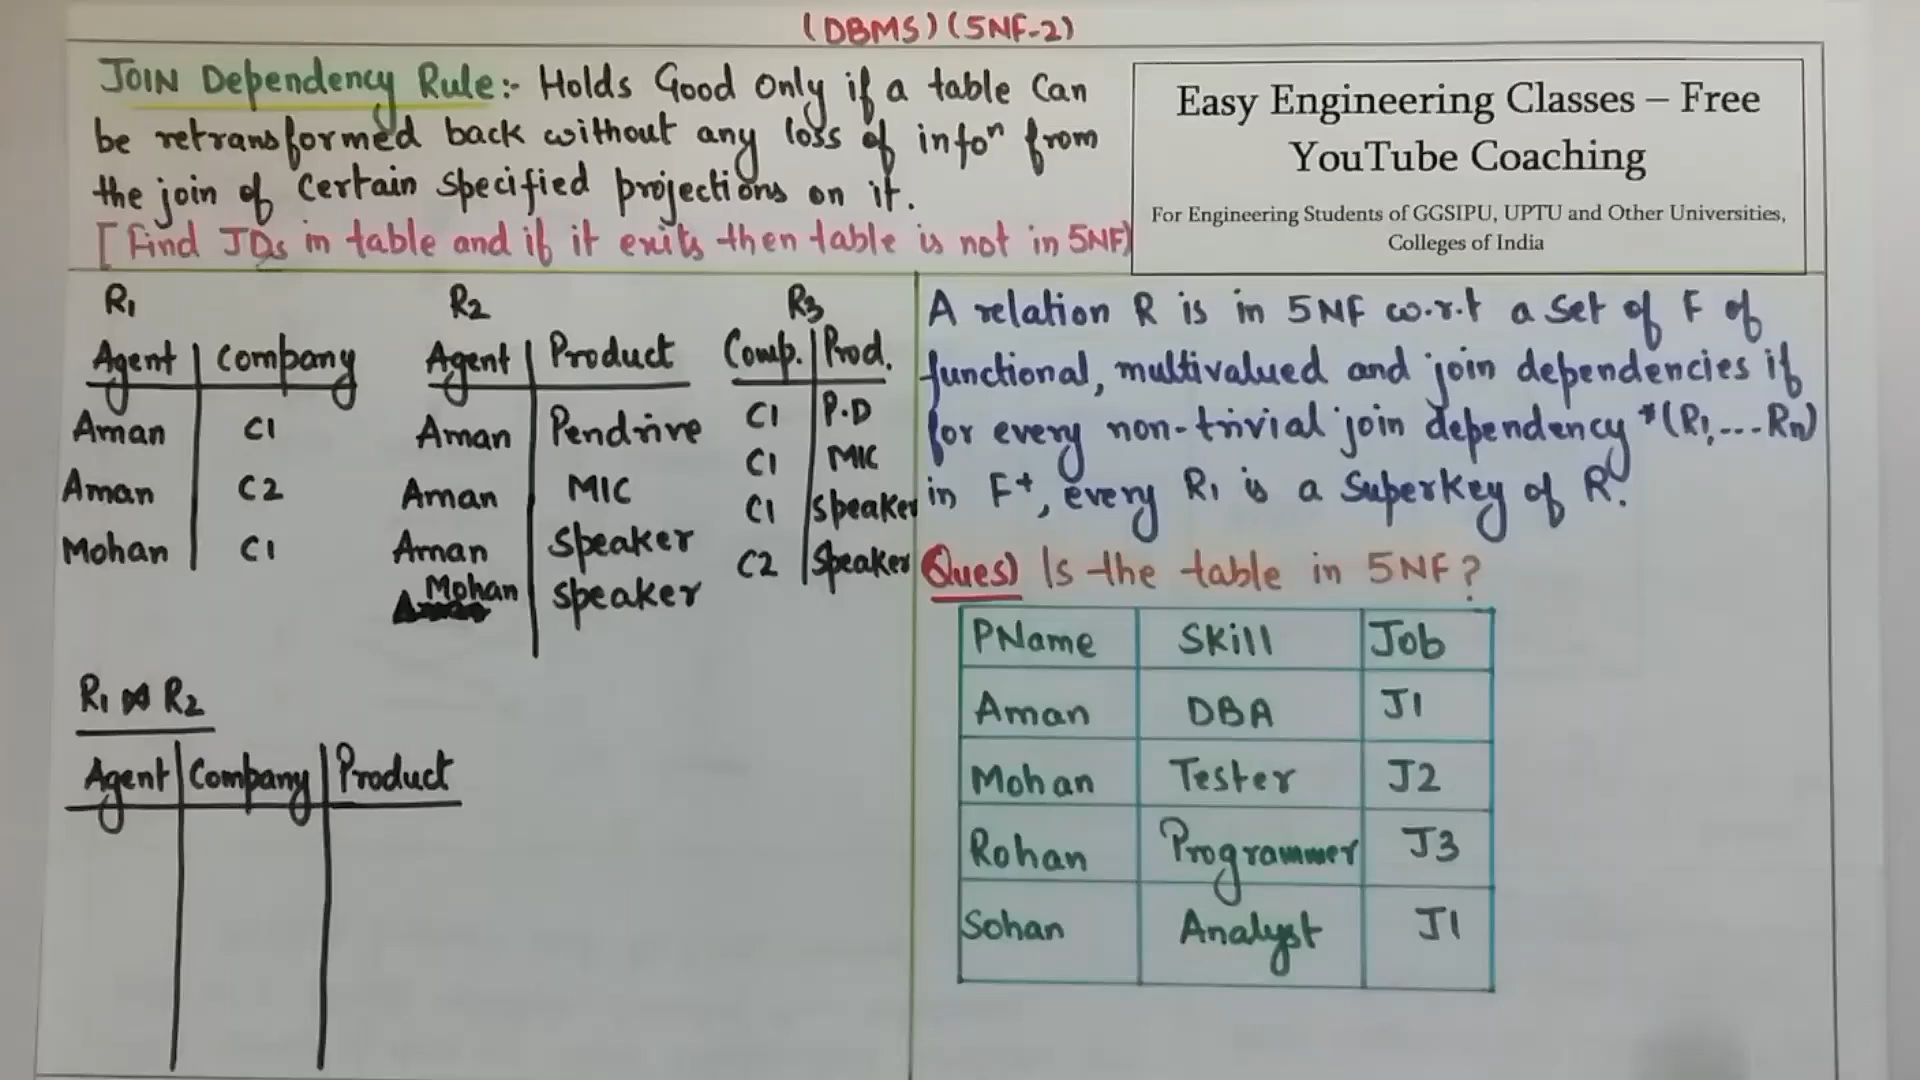 (DBMS) (5NF-2)
JOIN Dependency Rule:- Holds Good Only if a table Can
be retransformed back without any loss of infoⁿ from
the join of Certain specified projections on it.
[Find JDs in table and if it exits then table is not in 5NF)
Easy Engineering Classes – Free
YouTube Coaching
For Engineering Students of GGSIPU, UPTU and Other Universities,
Colleges of India
R1
Agent Company
Aman C1
Aman C2
Mohan C1
R2
Agent Product
Aman Pendrive
Aman MIC
Aman Speaker
Mohan Speaker
R3
Comp. Prod.
C1 P.D
C1 MIC
C1 Speaker
C2 Speaker
R1 ⋈ R2
Agent Company Product
A relation R is in 5NF w.r.t a set of F of
functional, multivalued and join dependencies if
for every non-trivial join dependency *(R1,...Rn)
in F+, every R1 is a Superkey of R.
Ques) Is the table in 5NF?
PName Skill Job
Aman DBA J1
Mohan Tester J2
Rohan Programmer J3
Sohan Analyst J1